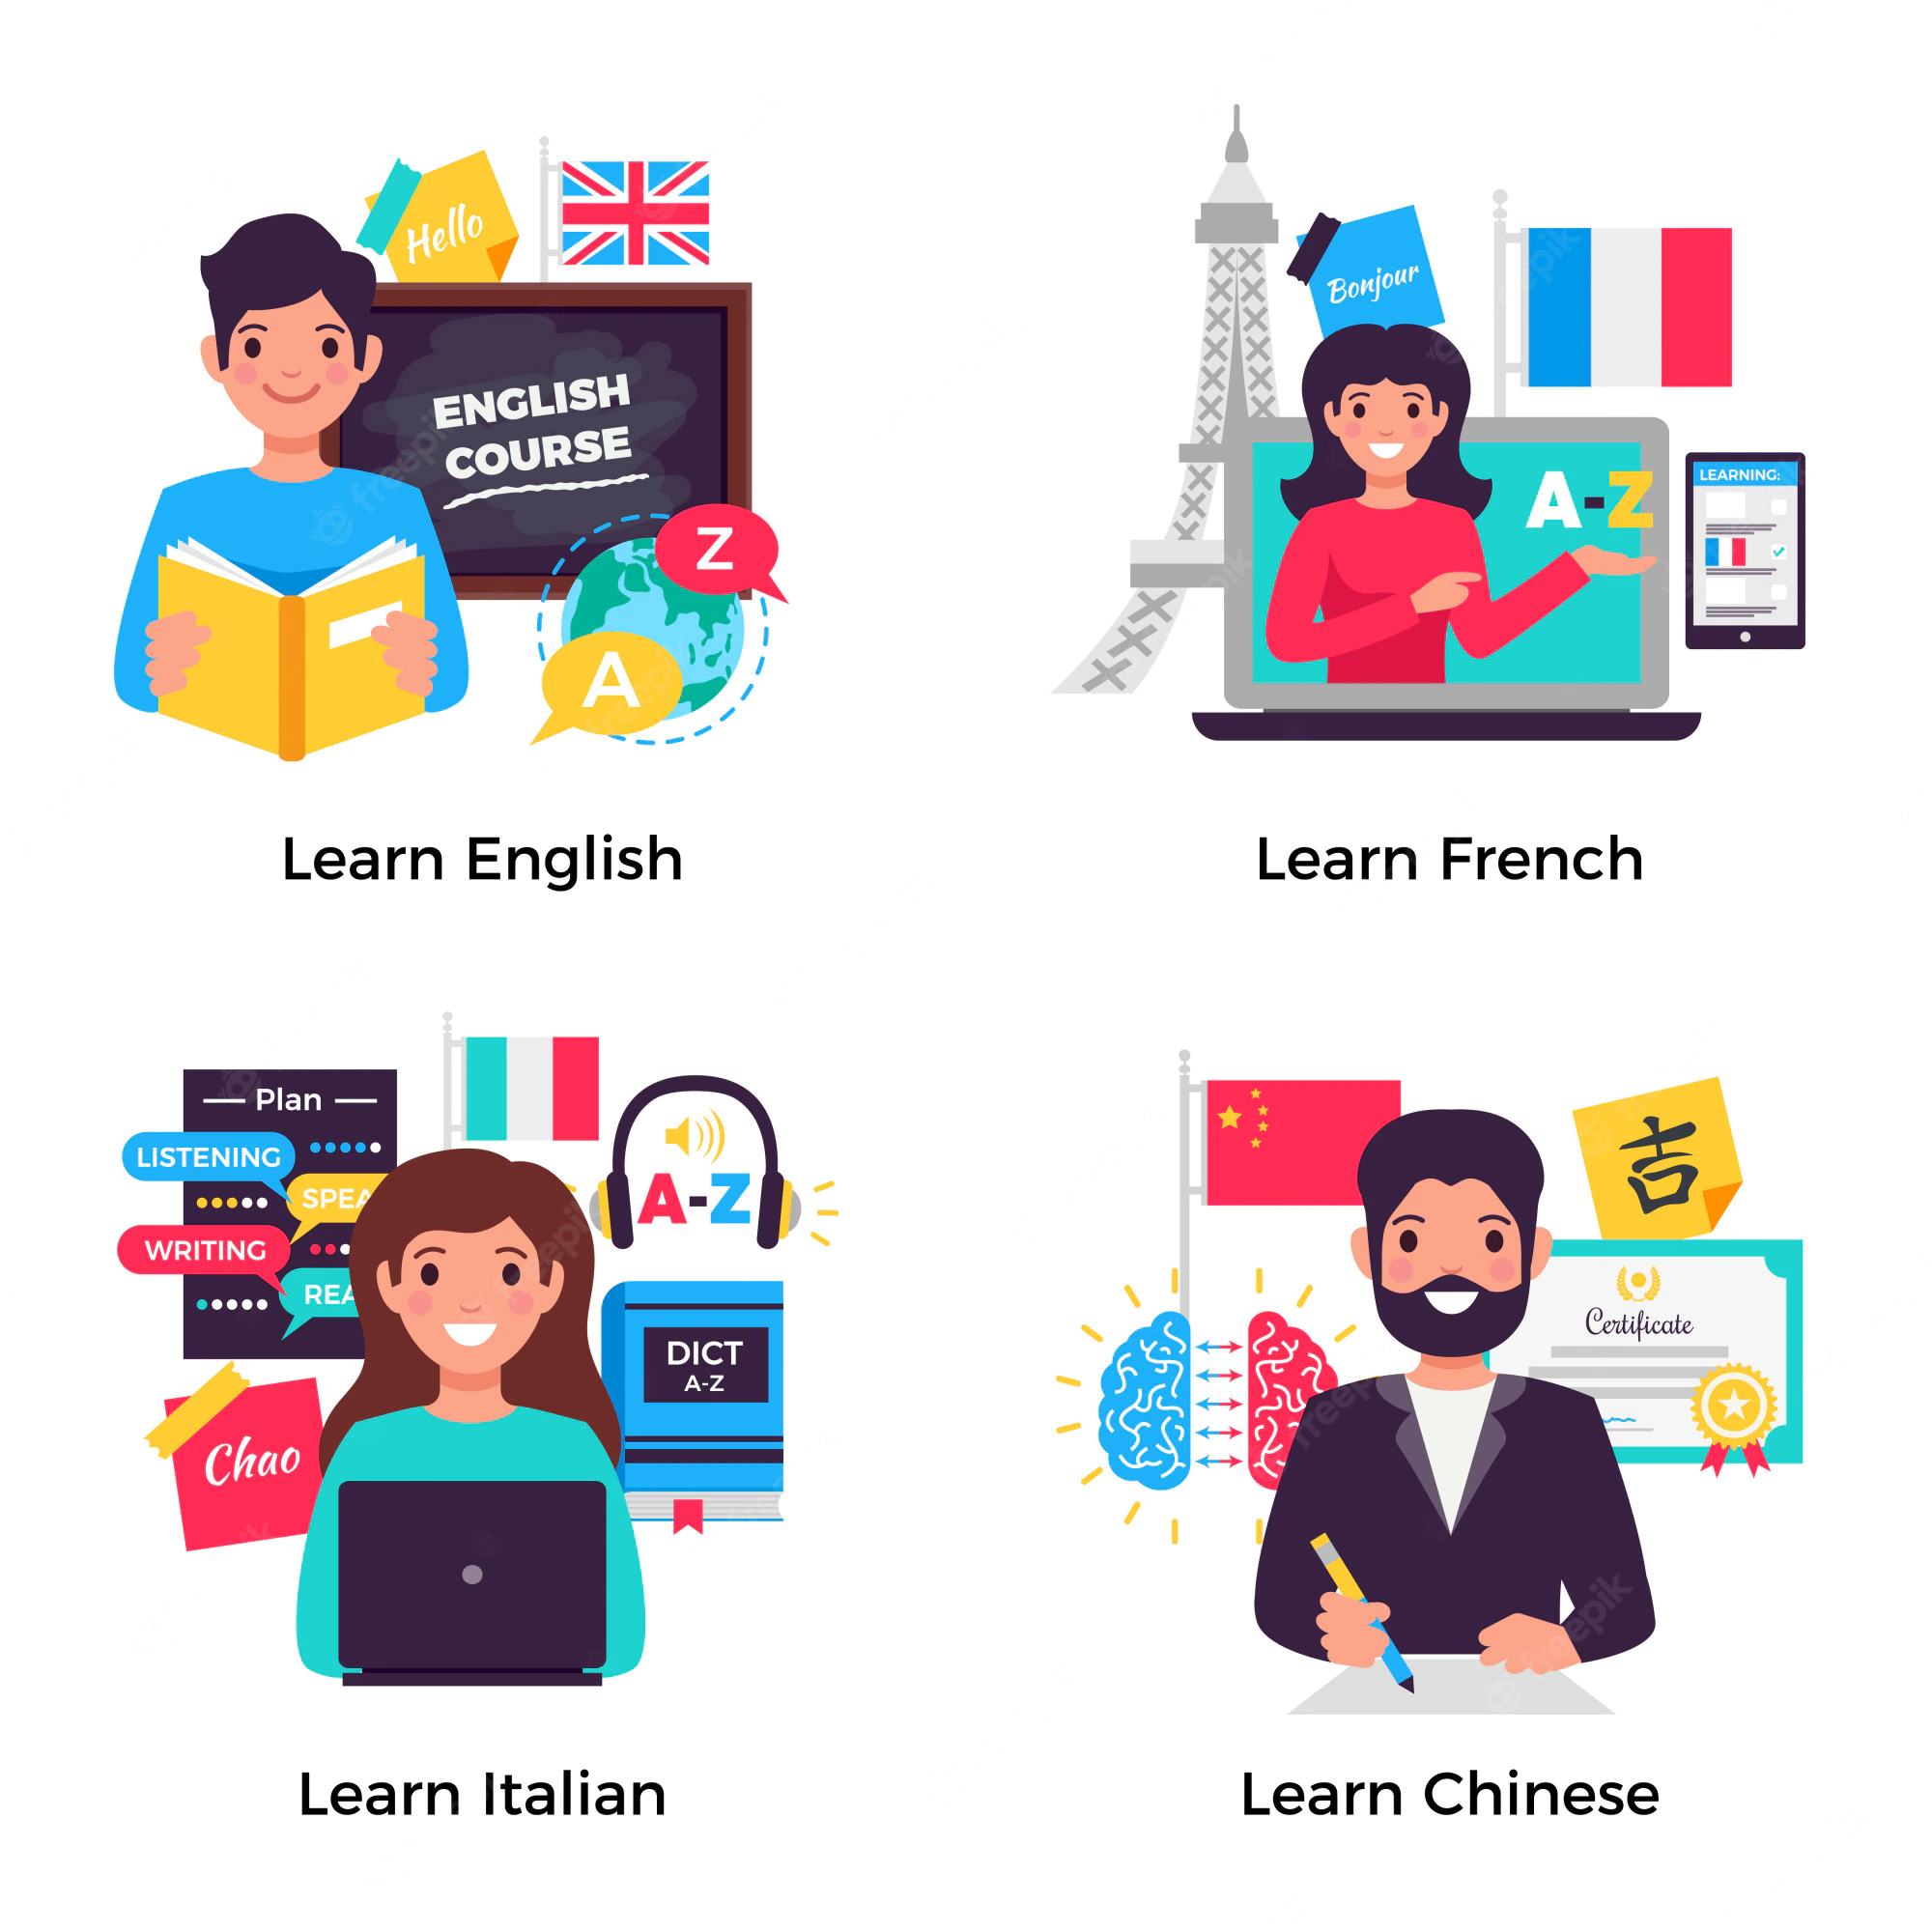 Hello
ENGLISH
COURSE
Z
A
Learn English
Bonjour
A-Z
LEARNING:
Learn French
Plan
LISTENING
SPEA
WRITING
REA
A-Z
DICT
A-Z
Chao
Learn Italian
吉
Certificate
Learn Chinese
freepik